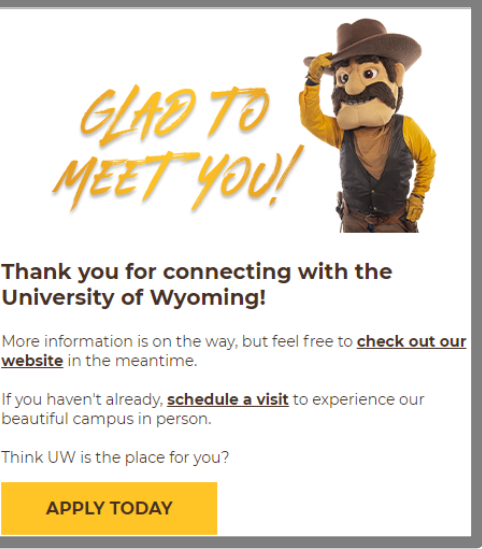 GLAD TO
MEET YOU!
Thank you for connecting with the
University of Wyoming!
More information is on the way, but feel free to check out our
website in the meantime.
If you haven't already, schedule a visit to experience our
beautiful campus in person.
Think UW is the place for you?
APPLY TODAY